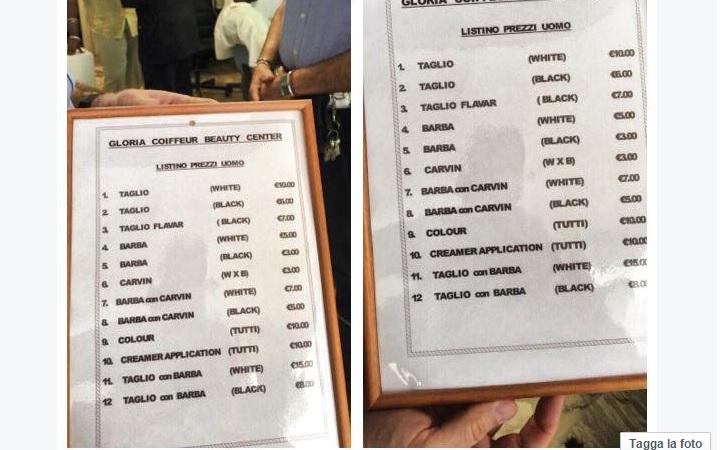 GLORIA COIFFEUR BEAUTY CENTER
LISTINO PREZZI UOMO
1. TAGLIO (WHITE) €10.00
2. TAGLIO (BLACK) €6.00
3. TAGLIO FLAVAR (BLACK) €7.00
4. BARBA (WHITE) €5.00
5. BARBA (BLACK) €3.00
6. CARVIN (W X B) €3.00
7. BARBA con CARVIN (WHITE) €7.00
8. BARBA con CARVIN (BLACK) €5.00
9. COLOUR (TUTTI) €10.00
10. CREAMER APPLICATION (TUTTI) €10.00
11. TAGLIO con BARBA (WHITE) €15.00
12 TAGLIO con BARBA (BLACK) €8.00
GLORIA COIFFEUR
LISTINO PREZZI UOMO
1. TAGLIO (WHITE) €10.00
2. TAGLIO (BLACK) €6.00
3. TAGLIO FLAVAR (BLACK) €7.00
4. BARBA (WHITE) €5.00
5. BARBA (BLACK) €3.00
6. CARVIN (W X B) €3.00
7. BARBA con CARVIN (WHITE) €7.00
8. BARBA con CARVIN (BLACK) €5.00
9. COLOUR (TUTTI) €10.00
10. CREAMER APPLICATION (TUTTI) €10.00
11. TAGLIO con BARBA (WHITE) €15.00
12 TAGLIO con BARBA (BLACK) €8.00
Tagga la foto